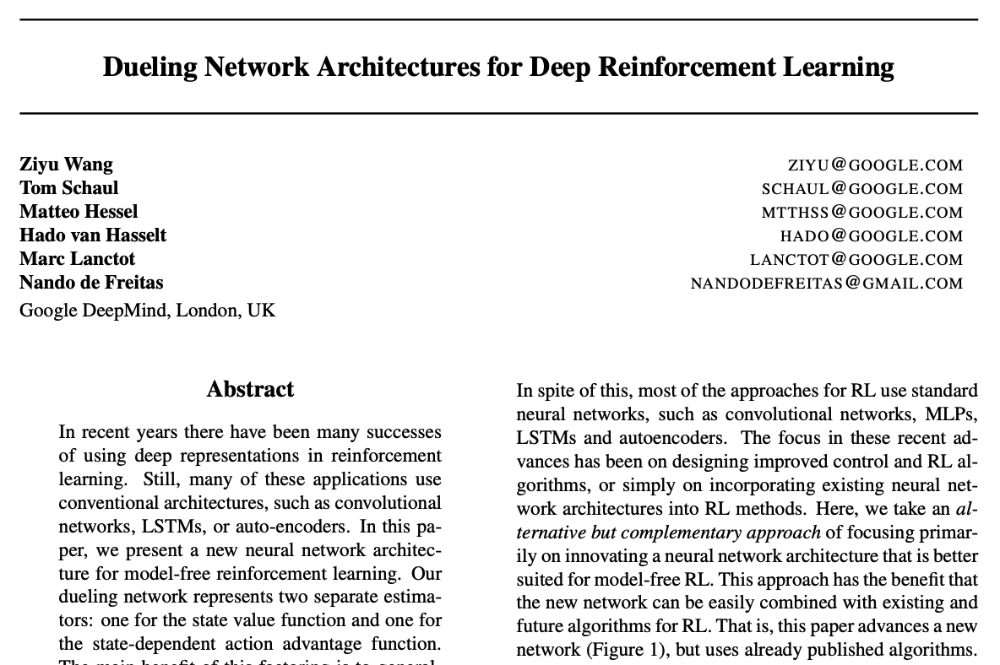 Dueling Network Architectures for Deep Reinforcement Learning
Ziyu Wang ZIYU@GOOGLE.COM
Tom Schaul SCHAUL@GOOGLE.COM
Matteo Hessel MTTHSS@GOOGLE.COM
Hado van Hasselt HADO@GOOGLE.COM
Marc Lanctot LANCTOT@GOOGLE.COM
Nando de Freitas NANDODEFREITAS@GMAIL.COM
Google DeepMind, London, UK
Abstract
In recent years there have been many successes
of using deep representations in reinforcement
learning. Still, many of these applications use
conventional architectures, such as convolutional
networks, LSTMs, or auto-encoders. In this pa-
per, we present a new neural network architec-
ture for model-free reinforcement learning. Our
dueling network represents two separate estima-
tors: one for the state value function and one for
the state-dependent action advantage function.
The main benefit of this factoring is to general-
In spite of this, most of the approaches for RL use standard
neural networks, such as convolutional networks, MLPs,
LSTMs and autoencoders. The focus in these recent ad-
vances has been on designing improved control and RL al-
gorithms, or simply on incorporating existing neural net-
work architectures into RL methods. Here, we take an al-
ternative but complementary approach of focusing primar-
ily on innovating a neural network architecture that is better
suited for model-free RL. This approach has the benefit that
the new network can be easily combined with existing and
future algorithms for RL. That is, this paper advances a new
network (Figure 1), but uses already published algorithms.